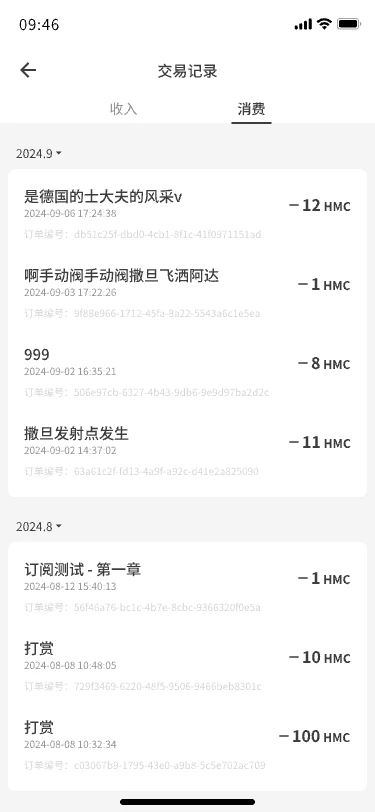 09:46
交易记录
收入 消费
2024.9
是德国的士大夫的风采v
2024-09-06 17:24:38
－12 HMC
订单编号：db51c25f-dbd0-4cb1-8f1c-41f0971151ad
啊手动阀手动阀撒旦飞洒阿达
2024-09-03 17:22:26
－1 HMC
订单编号：9f88e966-1712-45fa-8a22-5543a6c1e5ea
999
2024-09-02 16:35:21
－8 HMC
订单编号：506e97cb-6327-4b43-9db6-9e9d97ba2d2c
撒旦发射点发生
2024-09-02 14:37:02
－11 HMC
订单编号：63a61c2f-fd13-4a9f-a92c-d41e2a825090
2024.8
订阅测试 - 第一章
2024-08-12 15:40:13
－1 HMC
订单编号：56f46a76-bc1c-4b7e-8cbc-9366320f0e5a
打赏
2024-08-08 10:48:05
－10 HMC
订单编号：729f3469-6220-48f5-9506-9466beb8301c
打赏
2024-08-08 10:32:34
－100 HMC
订单编号：c03067b9-1795-43e0-a9b8-5c5e702ac709